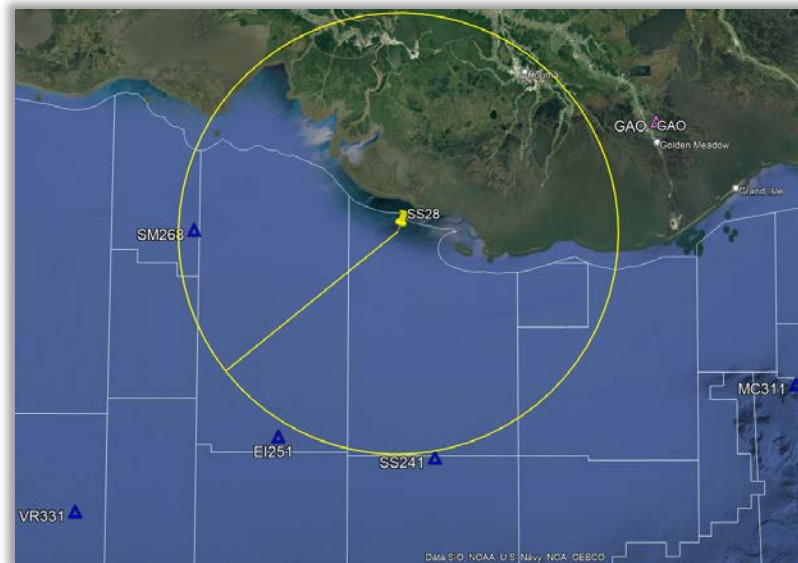 Houma
GAO GAO
Golden Meadow
Grand Isle
SS28
SM268
MC311
EI251
SS241
VR331
Data SIO, NOAA, U.S. Navy, NGA, GEBCO